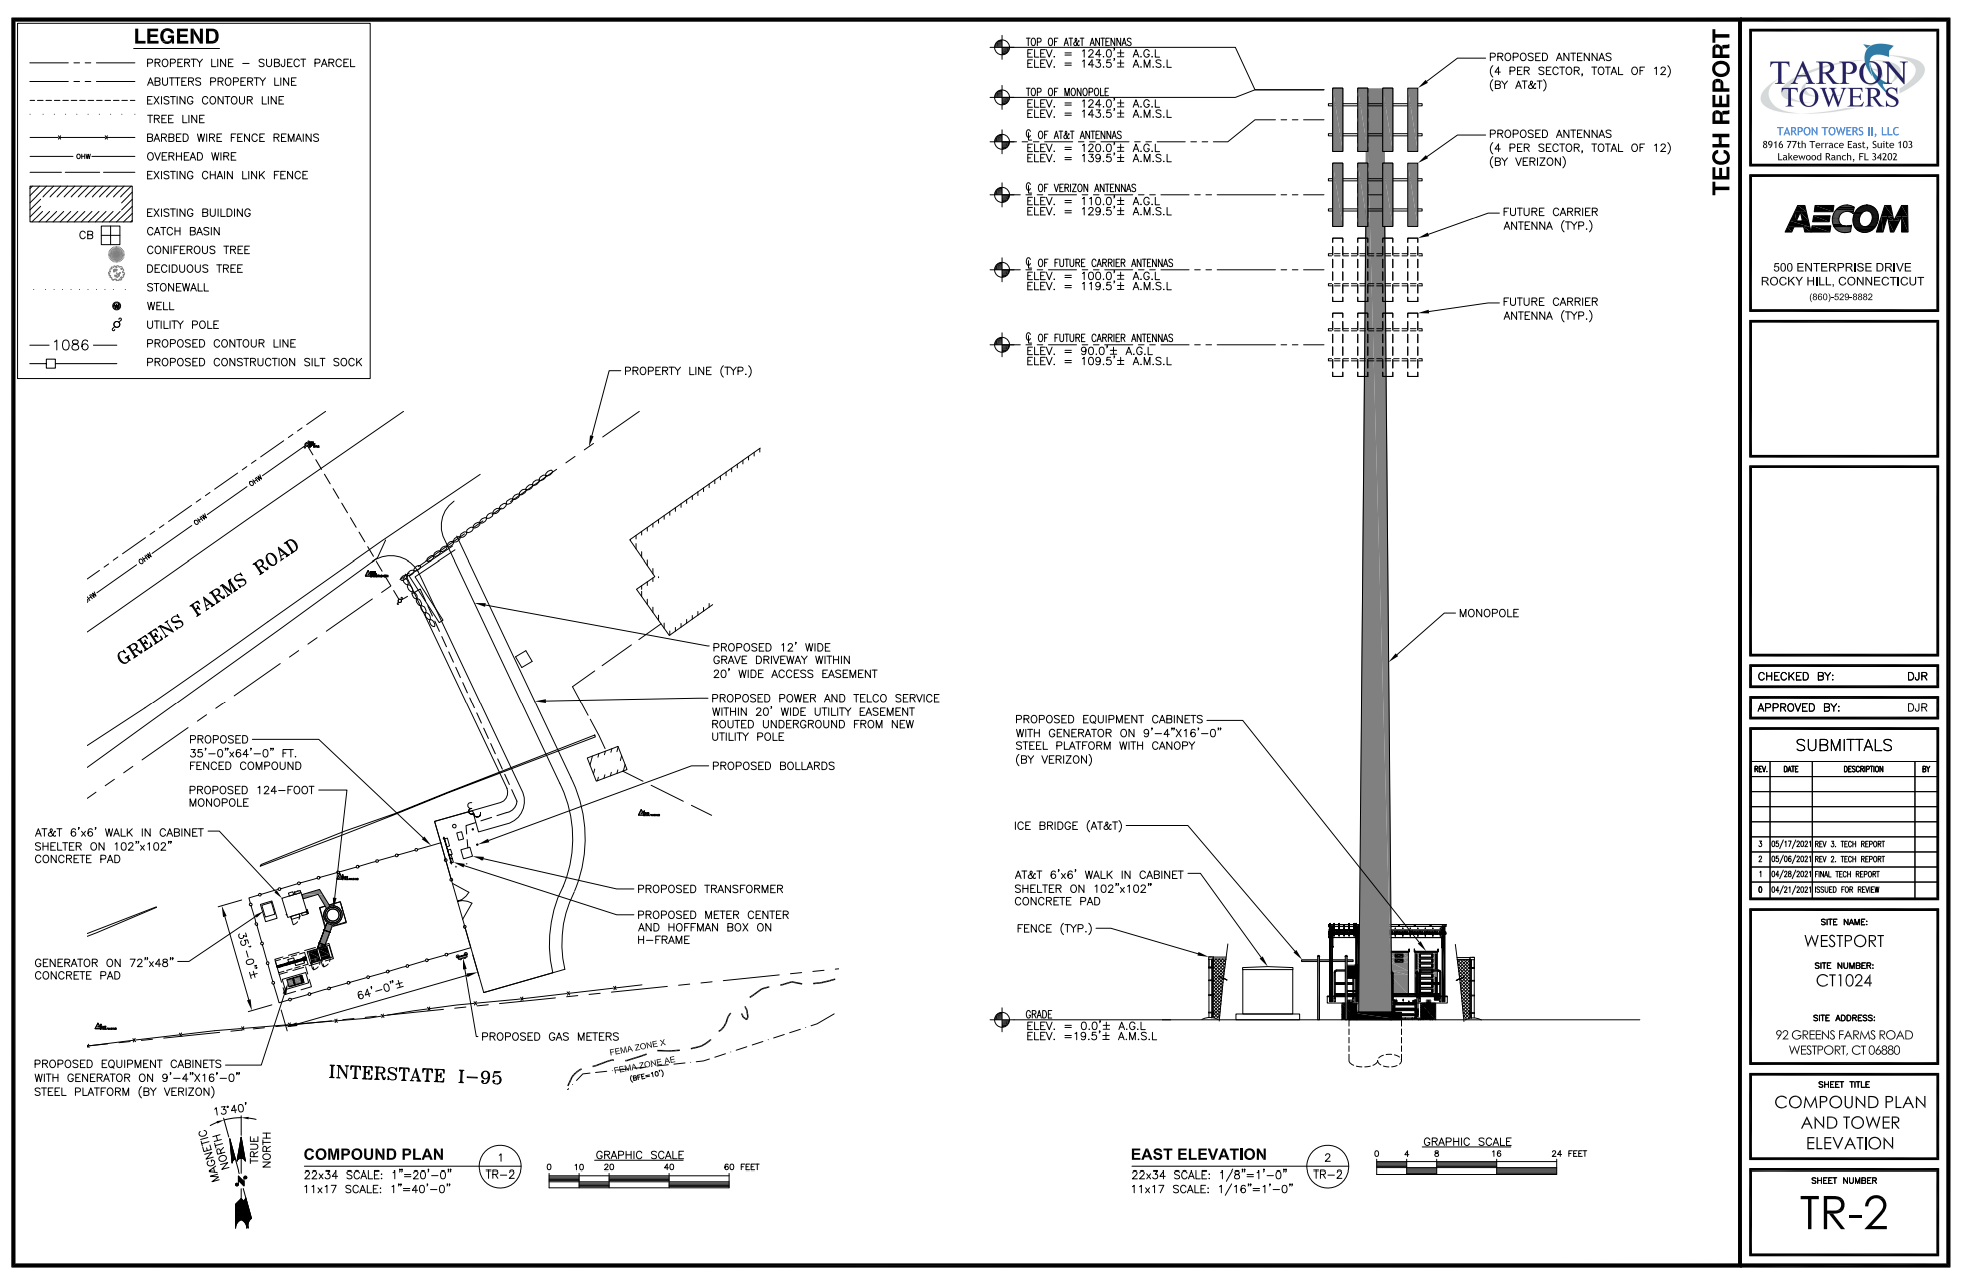 LEGEND
PROPERTY LINE - SUBJECT PARCEL
ABUTTERS PROPERTY LINE
EXISTING CONTOUR LINE
TREE LINE
BARBED WIRE FENCE REMAINS
OHW
OVERHEAD WIRE
EXISTING CHAIN LINK FENCE
EXISTING BUILDING
CB
CATCH BASIN
CONIFEROUS TREE
DECIDUOUS TREE
STONEWALL
WELL
UTILITY POLE
1086
PROPOSED CONTOUR LINE
PROPOSED CONSTRUCTION SILT SOCK
PROPERTY LINE (TYP.)
OHW
OHW
OHW
OHW
GREENS FARMS ROAD
PROPOSED 12' WIDE
GRAVE DRIVEWAY WITHIN
20' WIDE ACCESS EASEMENT
PROPOSED POWER AND TELCO SERVICE
WITHIN 20' WIDE UTILITY EASEMENT
ROUTED UNDERGROUND FROM NEW
UTILITY POLE
PROPOSED BOLLARDS
PROPOSED
35'-0"x64'-0" FT.
FENCED COMPOUND
PROPOSED 124-FOOT
MONOPOLE
AT&T 6'x6' WALK IN CABINET
SHELTER ON 102"x102"
CONCRETE PAD
GENERATOR ON 72"x48"
CONCRETE PAD
35'-0"±
64'-0"±
PROPOSED TRANSFORMER
PROPOSED METER CENTER
AND HOFFMAN BOX ON
H-FRAME
PROPOSED GAS METERS
PROPOSED EQUIPMENT CABINETS
WITH GENERATOR ON 9'-4"X16'-0"
STEEL PLATFORM (BY VERIZON)
INTERSTATE I-95
FEMA ZONE X
FEMA ZONE AE
(BFE=10')
13°40'
MAGNETIC
NORTH
TRUE
NORTH
N
COMPOUND PLAN
22x34 SCALE: 1"=20'-0"
11x17 SCALE: 1"=40'-0"
1
TR-2
GRAPHIC SCALE
0 10 20 40 60 FEET
TOP OF AT&T ANTENNAS
ELEV. = 124.0'± A.G.L
ELEV. = 143.5'± A.M.S.L
TOP OF MONOPOLE
ELEV. = 124.0'± A.G.L
ELEV. = 143.5'± A.M.S.L
℄ OF AT&T ANTENNAS
ELEV. = 120.0'± A.G.L
ELEV. = 139.5'± A.M.S.L
℄ OF VERIZON ANTENNAS
ELEV. = 110.0'± A.G.L
ELEV. = 129.5'± A.M.S.L
℄ OF FUTURE CARRIER ANTENNAS
ELEV. = 100.0'± A.G.L
ELEV. = 119.5'± A.M.S.L
℄ OF FUTURE CARRIER ANTENNAS
ELEV. = 90.0'± A.G.L
ELEV. = 109.5'± A.M.S.L
PROPOSED ANTENNAS
(4 PER SECTOR, TOTAL OF 12)
(BY AT&T)
PROPOSED ANTENNAS
(4 PER SECTOR, TOTAL OF 12)
(BY VERIZON)
FUTURE CARRIER
ANTENNA (TYP.)
FUTURE CARRIER
ANTENNA (TYP.)
MONOPOLE
PROPOSED EQUIPMENT CABINETS
WITH GENERATOR ON 9'-4"X16'-0"
STEEL PLATFORM WITH CANOPY
(BY VERIZON)
ICE BRIDGE (AT&T)
AT&T 6'x6' WALK IN CABINET
SHELTER ON 102"x102"
CONCRETE PAD
FENCE (TYP.)
GRADE
ELEV. = 0.0'± A.G.L
ELEV. =19.5'± A.M.S.L
EAST ELEVATION
22x34 SCALE: 1/8"=1'-0"
11x17 SCALE: 1/16"=1'-0"
2
TR-2
GRAPHIC SCALE
0 4 8 16 24 FEET
TECH REPORT
TARPON
TOWERS
TARPON TOWERS II, LLC
8916 77th Terrace East, Suite 103
Lakewood Ranch, FL 34202
AECOM
500 ENTERPRISE DRIVE
ROCKY HILL, CONNECTICUT
(860)-529-8882
CHECKED BY: DJR
APPROVED BY: DJR
SUBMITTALS
REV. DATE DESCRIPTION BY
3 05/17/2021 REV 3. TECH REPORT
2 05/06/2021 REV 2. TECH REPORT
1 04/28/2021 FINAL TECH REPORT
0 04/21/2021 ISSUED FOR REVIEW
SITE NAME:
WESTPORT
SITE NUMBER:
CT1024
SITE ADDRESS:
92 GREENS FARMS ROAD
WESTPORT, CT 06880
SHEET TITLE
COMPOUND PLAN
AND TOWER
ELEVATION
SHEET NUMBER
TR-2